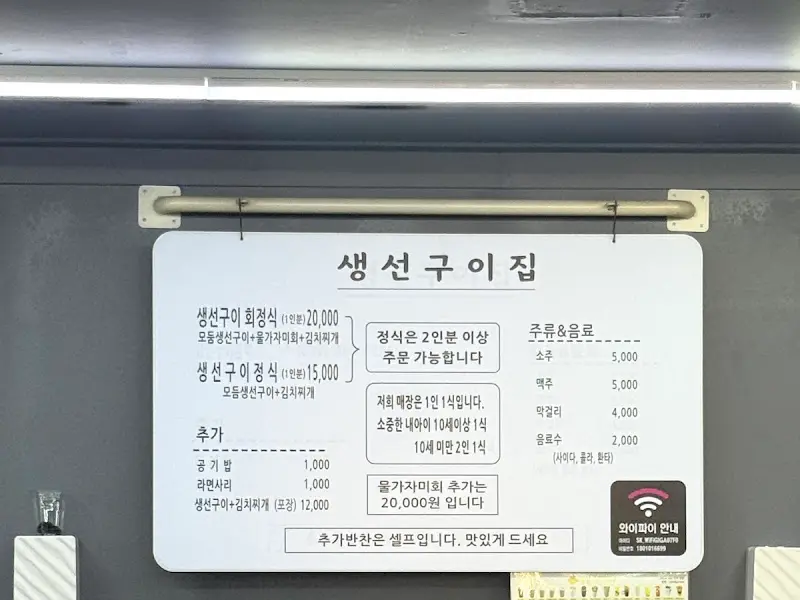 생선구이집
생선구이 회정식 (1인분) 20,000
모둠생선구이+물가자미회+김치찌개
생선구이정식 (1인분) 15,000
모듬생선구이+김치찌개
정식은 2인분 이상
주문 가능합니다
저희 매장은 1인 1식입니다.
소중한 내아이 10세이상 1식
10세 미만 2인 1식
물가자미회 추가는
20,000원 입니다
추가
공기밥 1,000
라면사리 1,000
생선구이+김치찌개 (포장) 12,000
주류&음료
소주 5,000
맥주 5,000
막걸리 4,000
음료수 2,000
(사이다, 콜라, 환타)
추가반찬은 셀프입니다. 맛있게 드세요
와이파이 안내
아이디 SK_WiFiGIGA07F0
비밀번호 1801016699